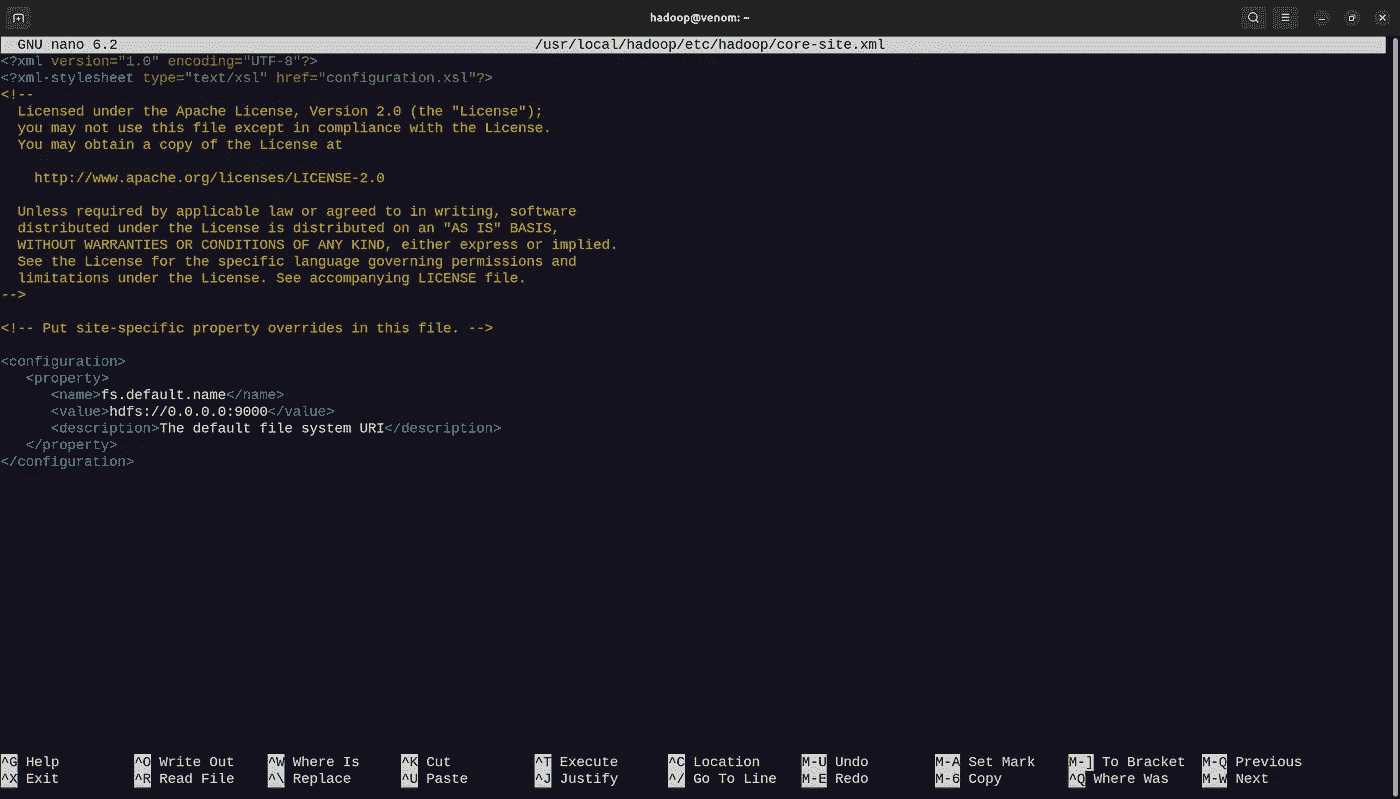 hadoop@venom: ~
GNU nano 6.2 /usr/local/hadoop/etc/hadoop/core-site.xml
<?xml version="1.0" encoding="UTF-8"?>
<?xml-stylesheet type="text/xsl" href="configuration.xsl"?>
<!--
  Licensed under the Apache License, Version 2.0 (the "License");
  you may not use this file except in compliance with the License.
  You may obtain a copy of the License at

    http://www.apache.org/licenses/LICENSE-2.0

  Unless required by applicable law or agreed to in writing, software
  distributed under the License is distributed on an "AS IS" BASIS,
  WITHOUT WARRANTIES OR CONDITIONS OF ANY KIND, either express or implied.
  See the License for the specific language governing permissions and
  limitations under the License. See accompanying LICENSE file.
-->

<!-- Put site-specific property overrides in this file. -->

<configuration>
   <property>
      <name>fs.default.name</name>
      <value>hdfs://0.0.0.0:9000</value>
      <description>The default file system URI</description>
   </property>
</configuration>
^G Help ^O Write Out ^W Where Is ^K Cut ^T Execute ^C Location M-U Undo M-A Set Mark M-] To Bracket M-Q Previous
^X Exit ^R Read File ^\ Replace ^U Paste ^J Justify ^/ Go To Line M-E Redo M-6 Copy ^Q Where Was M-W Next